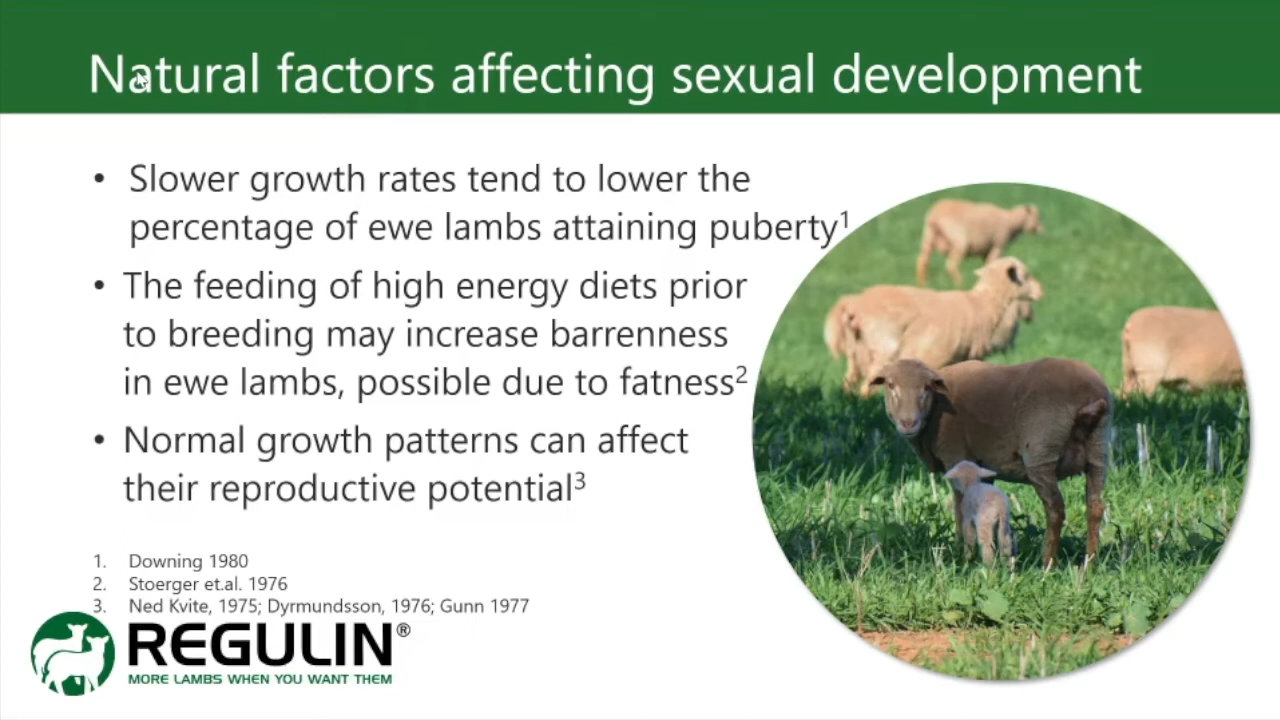 Natural factors affecting sexual development
• Slower growth rates tend to lower the
percentage of ewe lambs attaining puberty¹
• The feeding of high energy diets prior
to breeding may increase barrenness
in ewe lambs, possible due to fatness²
• Normal growth patterns can affect
their reproductive potential³
1. Downing 1980
2. Stoerger et.al. 1976
3. Ned Kvite, 1975; Dyrmundsson, 1976; Gunn 1977
REGULIN®
MORE LAMBS WHEN YOU WANT THEM